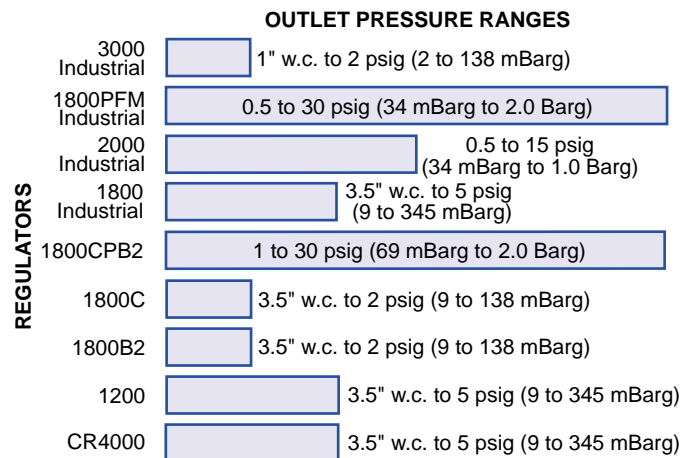 OUTLET PRESSURE RANGES
REGULATORS
3000
Industrial
1" w.c. to 2 psig (2 to 138 mBarg)
1800PFM
Industrial
0.5 to 30 psig (34 mBarg to 2.0 Barg)
2000
Industrial
0.5 to 15 psig
(34 mBarg to 1.0 Barg)
1800
Industrial
3.5" w.c. to 5 psig
(9 to 345 mBarg)
1800CPB2
1 to 30 psig (69 mBarg to 2.0 Barg)
1800C
3.5" w.c. to 2 psig (9 to 138 mBarg)
1800B2
3.5" w.c. to 2 psig (9 to 138 mBarg)
1200
3.5" w.c. to 5 psig (9 to 345 mBarg)
CR4000
3.5" w.c. to 5 psig (9 to 345 mBarg)